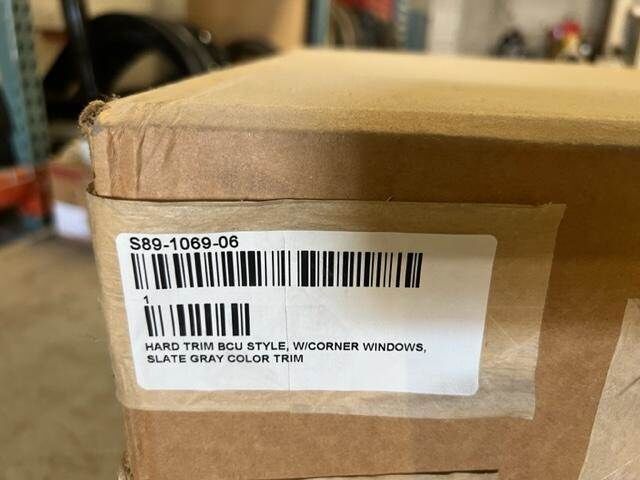 S89-1069-06
1
HARD TRIM BCU STYLE, W/CORNER WINDOWS,
SLATE GRAY COLOR TRIM